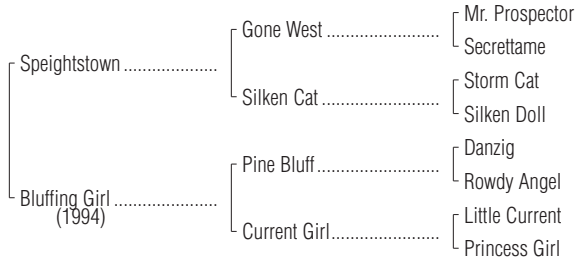 Mr. Prospector
Gone West
Secrettame
Speightstown
Storm Cat
Silken Cat
Silken Doll
Danzig
Pine Bluff
Rowdy Angel
Bluffing Girl
(1994)
Little Current
Current Girl
Princess Girl